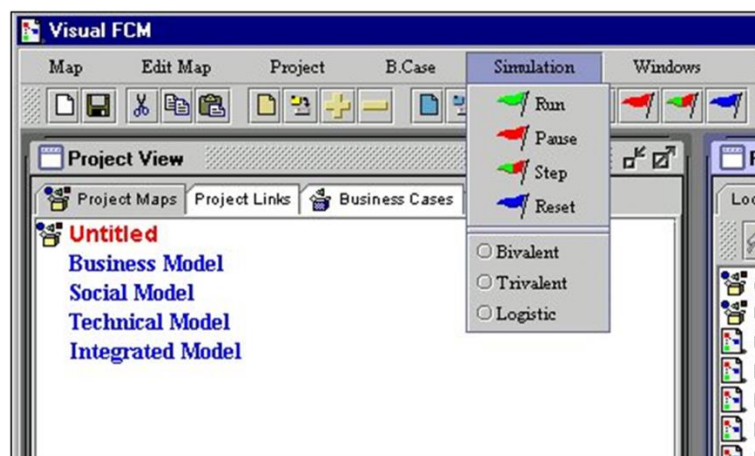 Visual FCM
Map Edit Map Project B.Case Simulation Windows
Run
Pause
Step
Reset
Bivalent
Trivalent
Logistic
Project View
Project Maps Project Links Business Cases
Untitled
Business Model
Social Model
Technical Model
Integrated Model